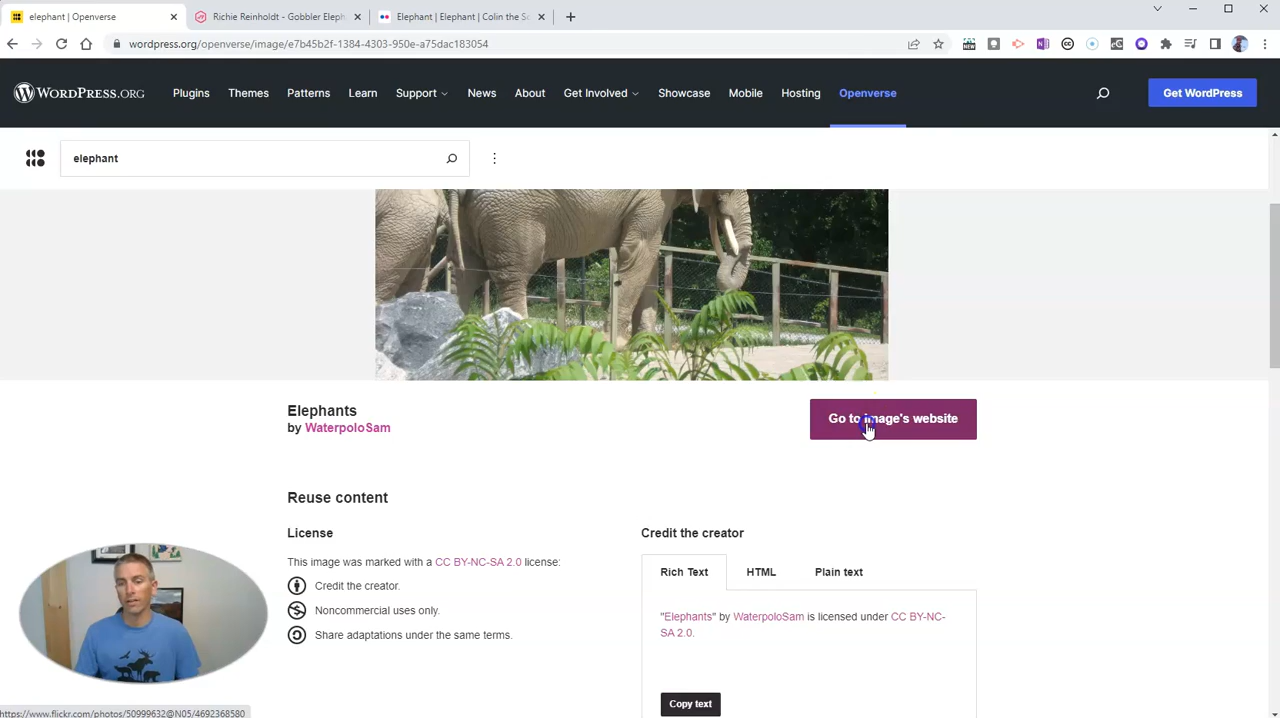 elephant | Openverse
Richie Reinholdt - Gobbler Eleph
Elephant | Elephant | Colin the Sc
wordpress.org/openverse/image/e7b45b2f-1384-4303-950e-a75dac183054
WORDPRESS.ORG
Plugins
Themes
Patterns
Learn
Support
News
About
Get Involved
Showcase
Mobile
Hosting
Openverse
Get WordPress
elephant
Elephants
by WaterpoloSam
Go to image's website
Reuse content
License
Credit the creator
This image was marked with a CC BY-NC-SA 2.0 license:
Credit the creator.
Noncommercial uses only.
Share adaptations under the same terms.
Rich Text
HTML
Plain text
"Elephants" by WaterpoloSam is licensed under CC BY-NC-
SA 2.0.
Copy text
https://www.flickr.com/photos/50999632@N05/4692368580